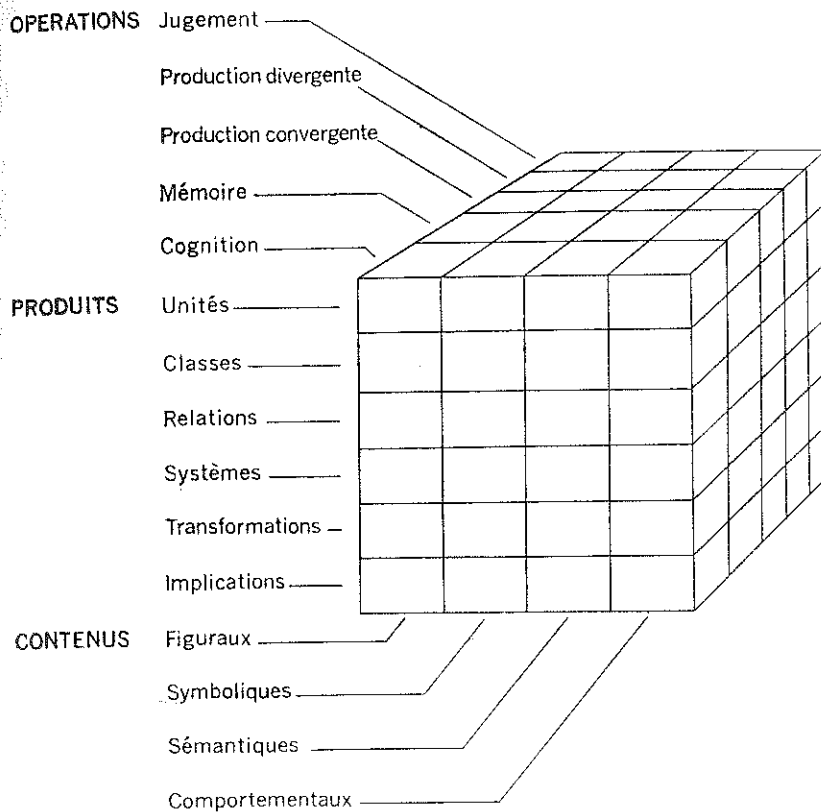 OPERATIONS Jugement
Production divergente
Production convergente
Mémoire
Cognition
PRODUITS Unités
Classes
Relations
Systèmes
Transformations
Implications
CONTENUS Figuraux
Symboliques
Sémantiques
Comportementaux